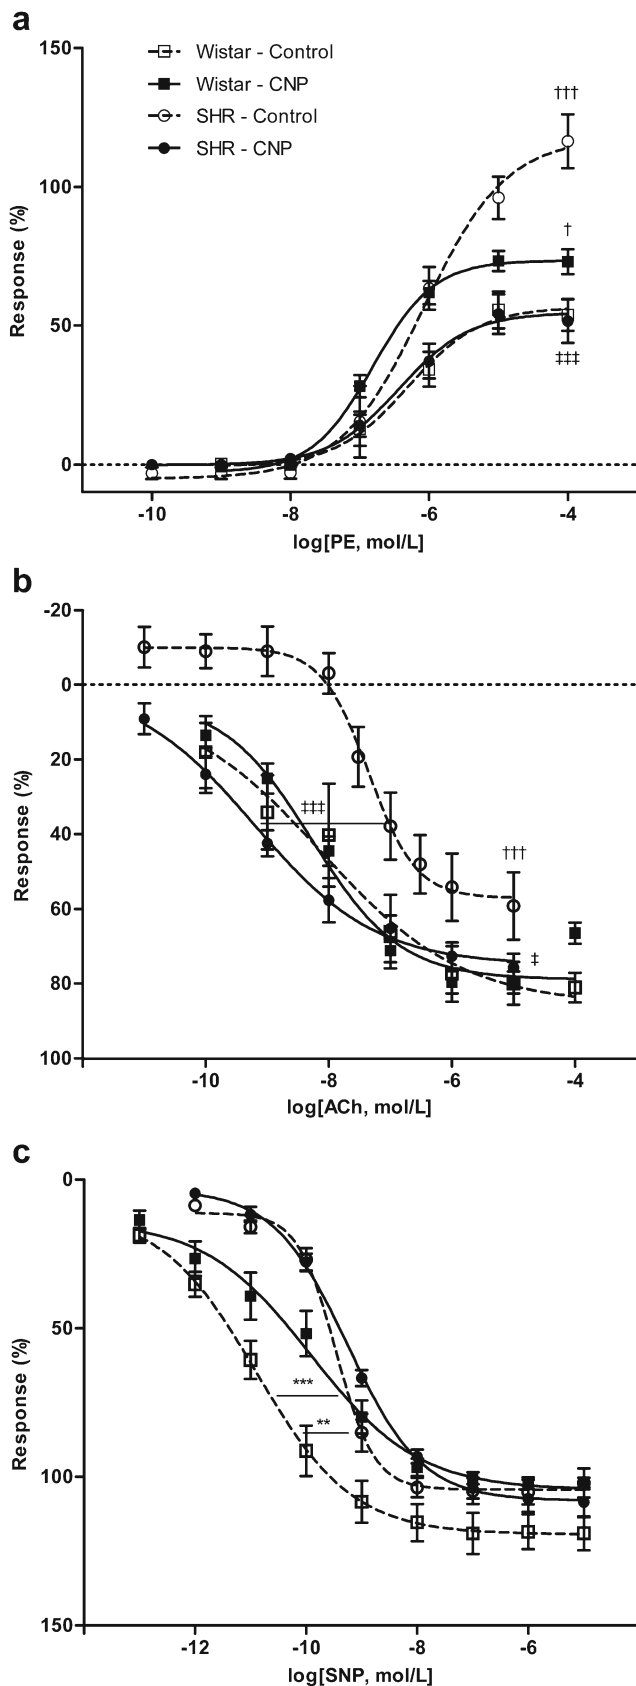 a
150
100
50
0
Response (%)
Wistar - Control
Wistar - CNP
SHR - Control
SHR - CNP
†††
†
‡‡‡
-10 -8 -6 -4
log[PE, mol/L]
b
-20
0
20
40
60
80
100
Response (%)
‡‡‡
†††
‡
-10 -8 -6 -4
log[ACh, mol/L]
c
0
50
100
150
Response (%)
***
**
-12 -10 -8 -6
log[SNP, mol/L]